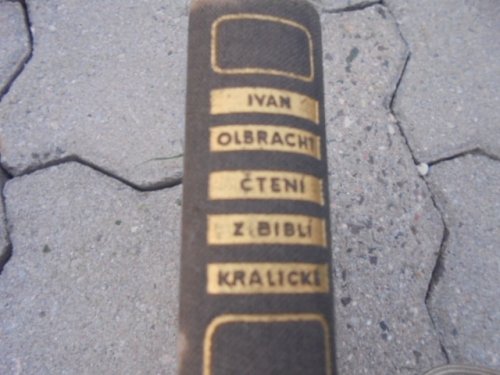 IVAN
OLBRACHT
ČTENÍ
Z BIBLÍ
KRALICKÉ